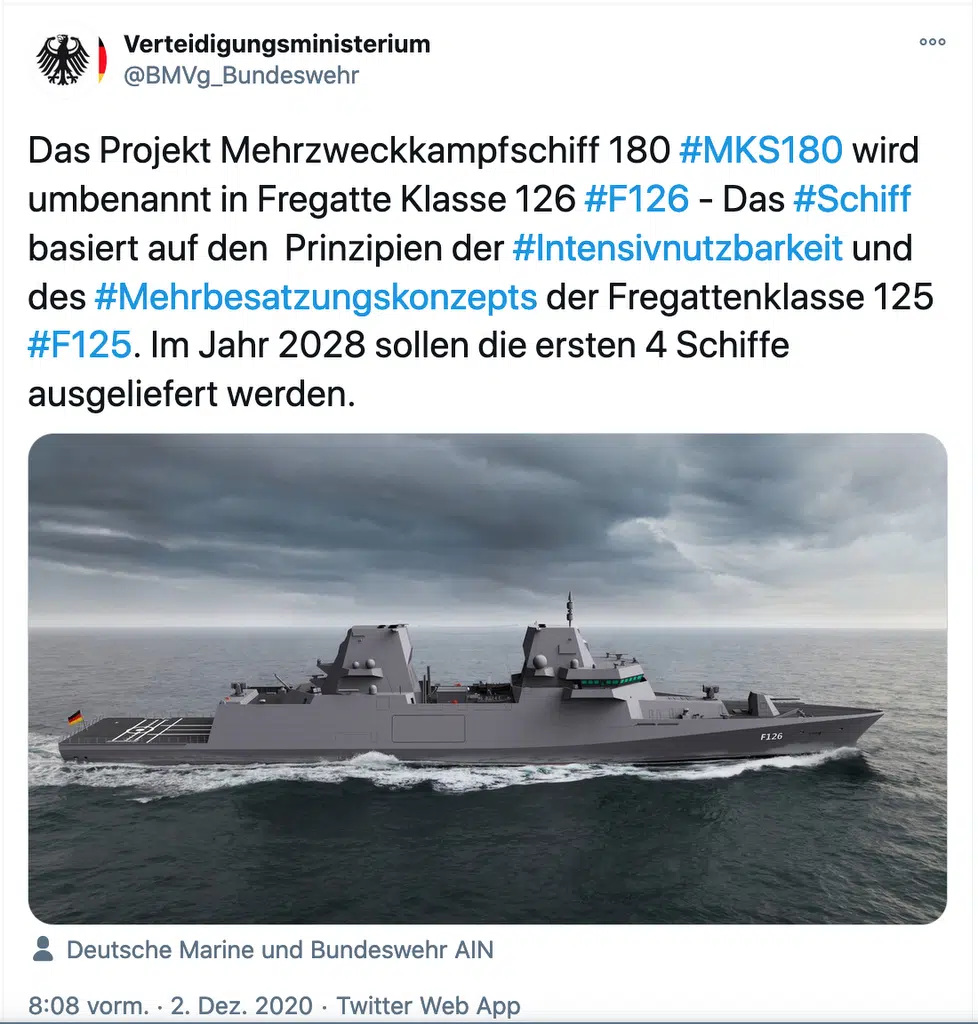 Verteidigungsministerium
@BMVg_Bundeswehr
Das Projekt Mehrzweckkampfschiff 180 #MKS180 wird
umbenannt in Fregatte Klasse 126 #F126 - Das #Schiff
basiert auf den  Prinzipien der #Intensivnutzbarkeit und
des #Mehrbesatzungskonzepts der Fregattenklasse 125
#F125. Im Jahr 2028 sollen die ersten 4 Schiffe
ausgeliefert werden.
F126
Deutsche Marine und Bundeswehr AIN
8:08 vorm. · 2. Dez. 2020 · Twitter Web App